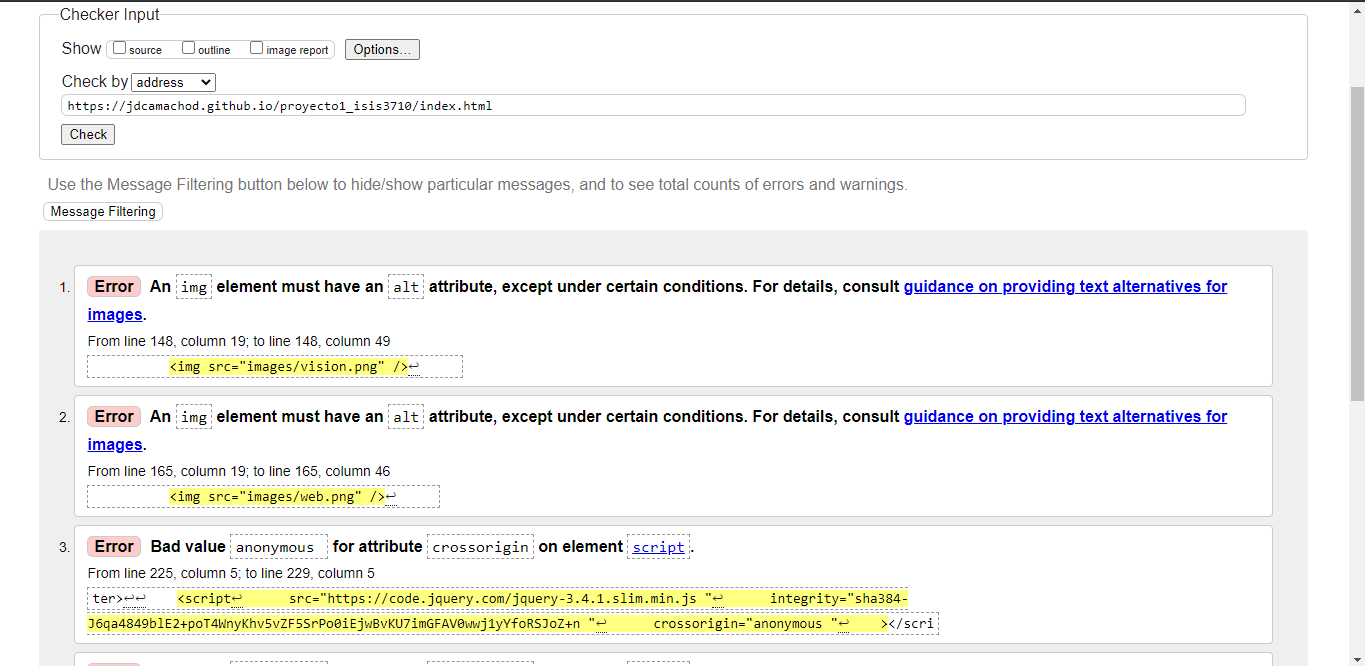 Checker Input
Show source outline image report Options...
Check by address
https://jdcamachod.github.io/proyecto1_isis3710/index.html
Check
Use the Message Filtering button below to hide/show particular messages, and to see total counts of errors and warnings.
Message Filtering
1. Error An img element must have an alt attribute, except under certain conditions. For details, consult guidance on providing text alternatives for
images.
From line 148, column 19; to line 148, column 49
<img src="images/vision.png" />↩
2. Error An img element must have an alt attribute, except under certain conditions. For details, consult guidance on providing text alternatives for
images.
From line 165, column 19; to line 165, column 46
<img src="images/web.png" />↩
3. Error Bad value anonymous for attribute crossorigin on element script.
From line 225, column 5; to line 229, column 5
ter>↩↩ <script↩ src="https://code.jquery.com/jquery-3.4.1.slim.min.js "↩ integrity="sha384-
J6qa4849blE2+poT4WnyKhv5vZF5SrPo0iEjwBvKU7imGFAV0wwj1yYfoRSJoZ+n "↩ crossorigin="anonymous "↩ ></scri